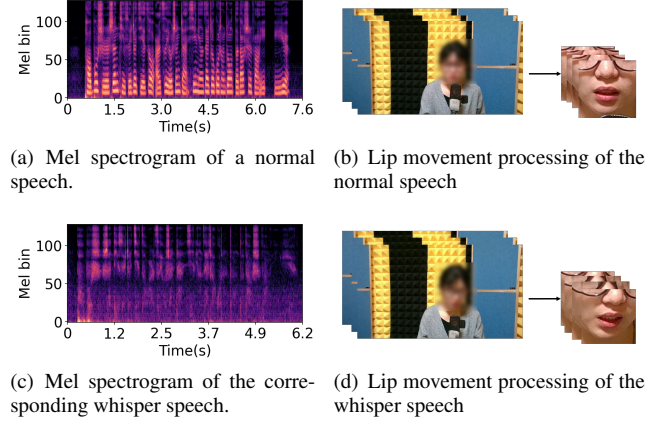 Mel bin
100
50
0
0 1.5 3.0 4.5 6.0 7.6
Time(s)
(a) Mel spectrogram of a normal
speech.
(b) Lip movement processing of the
normal speech
Mel bin
100
50
0
0 1.2 2.5 3.7 4.9 6.2
Time(s)
(c) Mel spectrogram of the corre-
sponding whisper speech.
(d) Lip movement processing of the
whisper speech